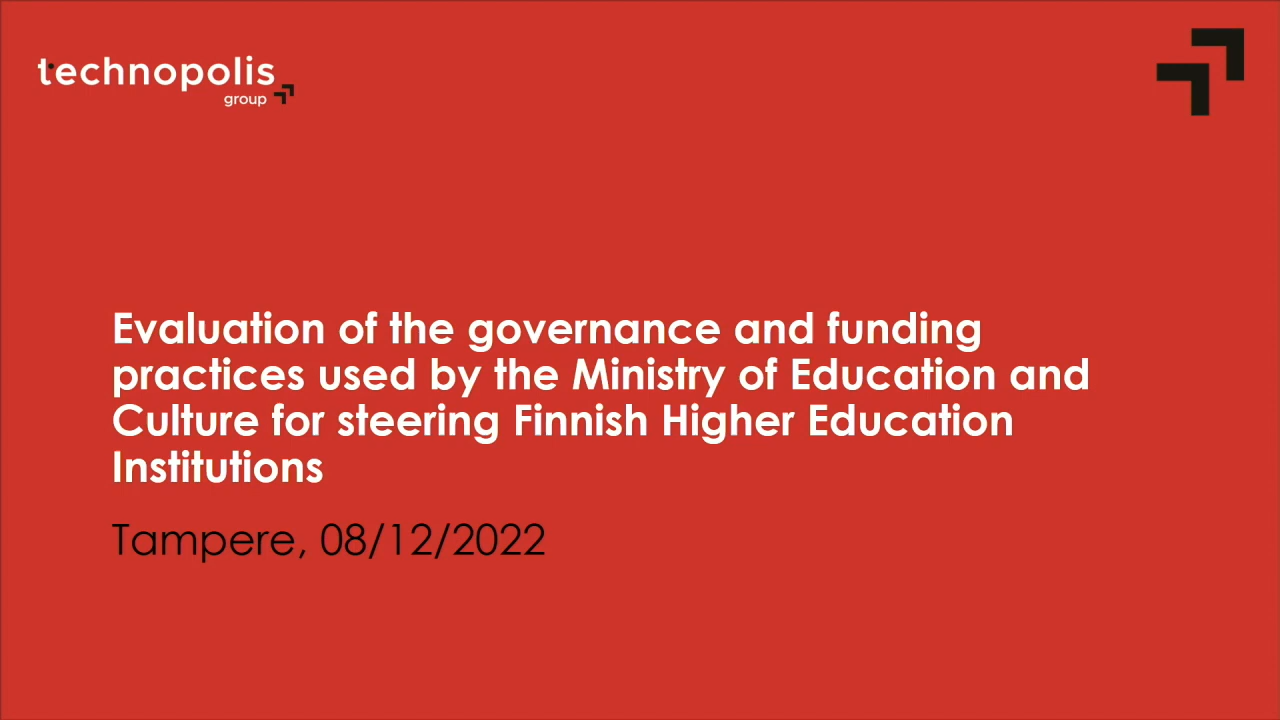 technopolis
group
Evaluation of the governance and funding
practices used by the Ministry of Education and
Culture for steering Finnish Higher Education
Institutions
Tampere, 08/12/2022